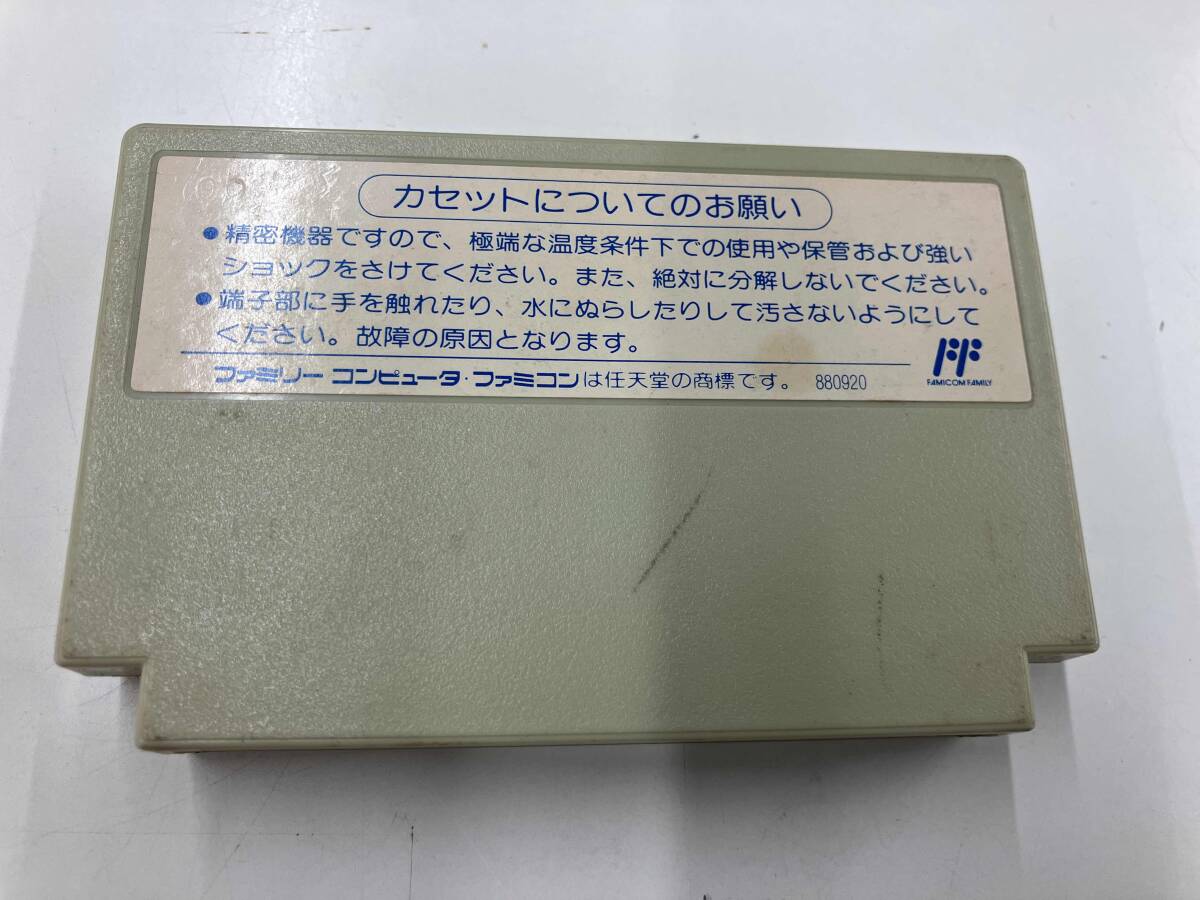 カセットについてのお願い
●精密機器ですので、極端な温度条件下での使用や保管および強い
ショックをさけてください。また、絶対に分解しないでください。
●端子部に手を触れたり、水にぬらしたりして汚さないようにして
ください。故障の原因となります。
ファミリー コンピュータ・ファミコンは任天堂の商標です。 880920
FF
FAMICOM FAMILY